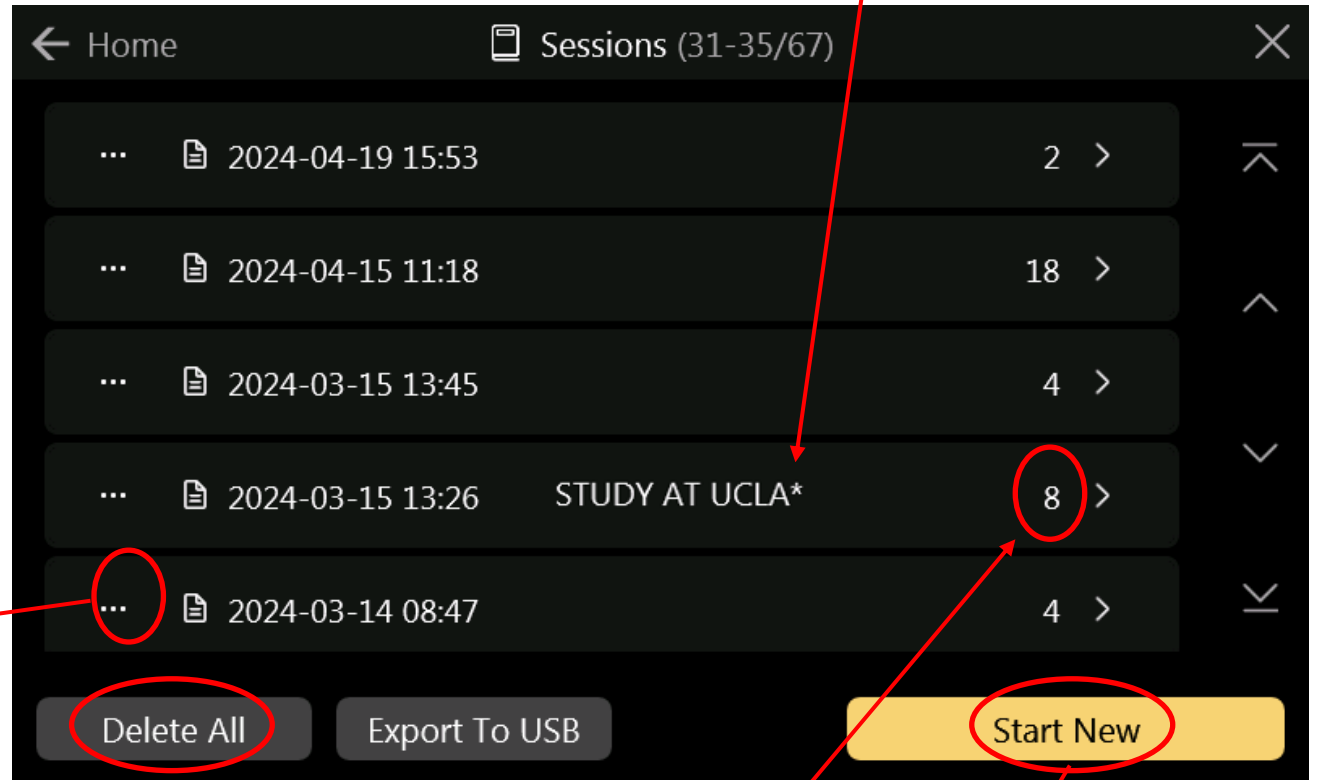 Home Sessions (31-35/67)
2024-04-19 15:53 2
2024-04-15 11:18 18
2024-03-15 13:45 4
2024-03-15 13:26 STUDY AT UCLA* 8
2024-03-14 08:47 4
Delete All Export To USB Start New